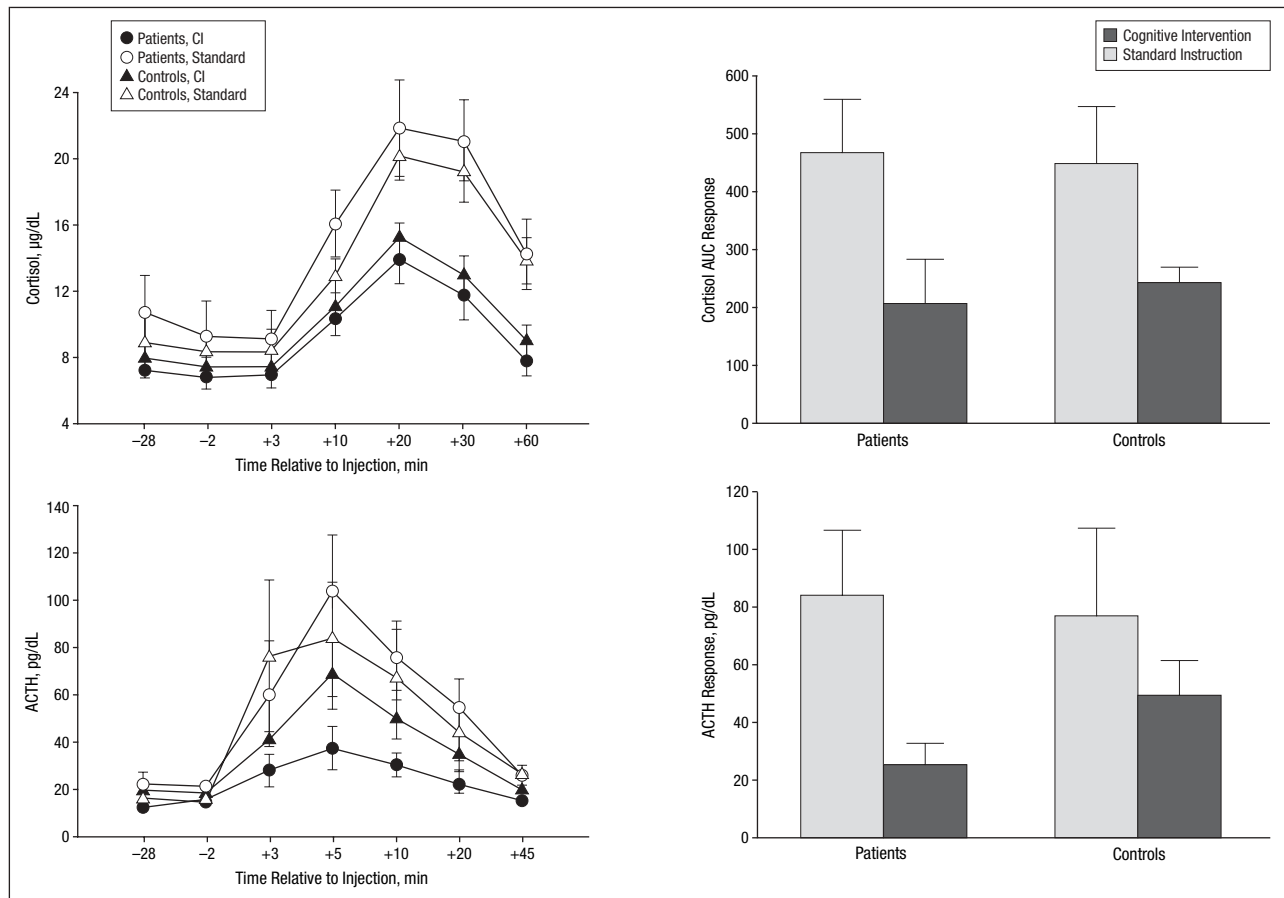 Patients, CI
Patients, Standard
Controls, CI
Controls, Standard
24
20
16
12
8
4
Cortisol, µg/dL
–28
–2
+3
+10
+20
+30
+60
Time Relative to Injection, min
Cognitive Intervention
Standard Instruction
600
500
400
300
200
100
0
Cortisol AUC Response
Patients
Controls
140
120
100
80
60
40
20
0
ACTH, pg/dL
–28
–2
+3
+5
+10
+20
+45
Time Relative to Injection, min
120
100
80
60
40
20
0
ACTH Response, pg/dL
Patients
Controls